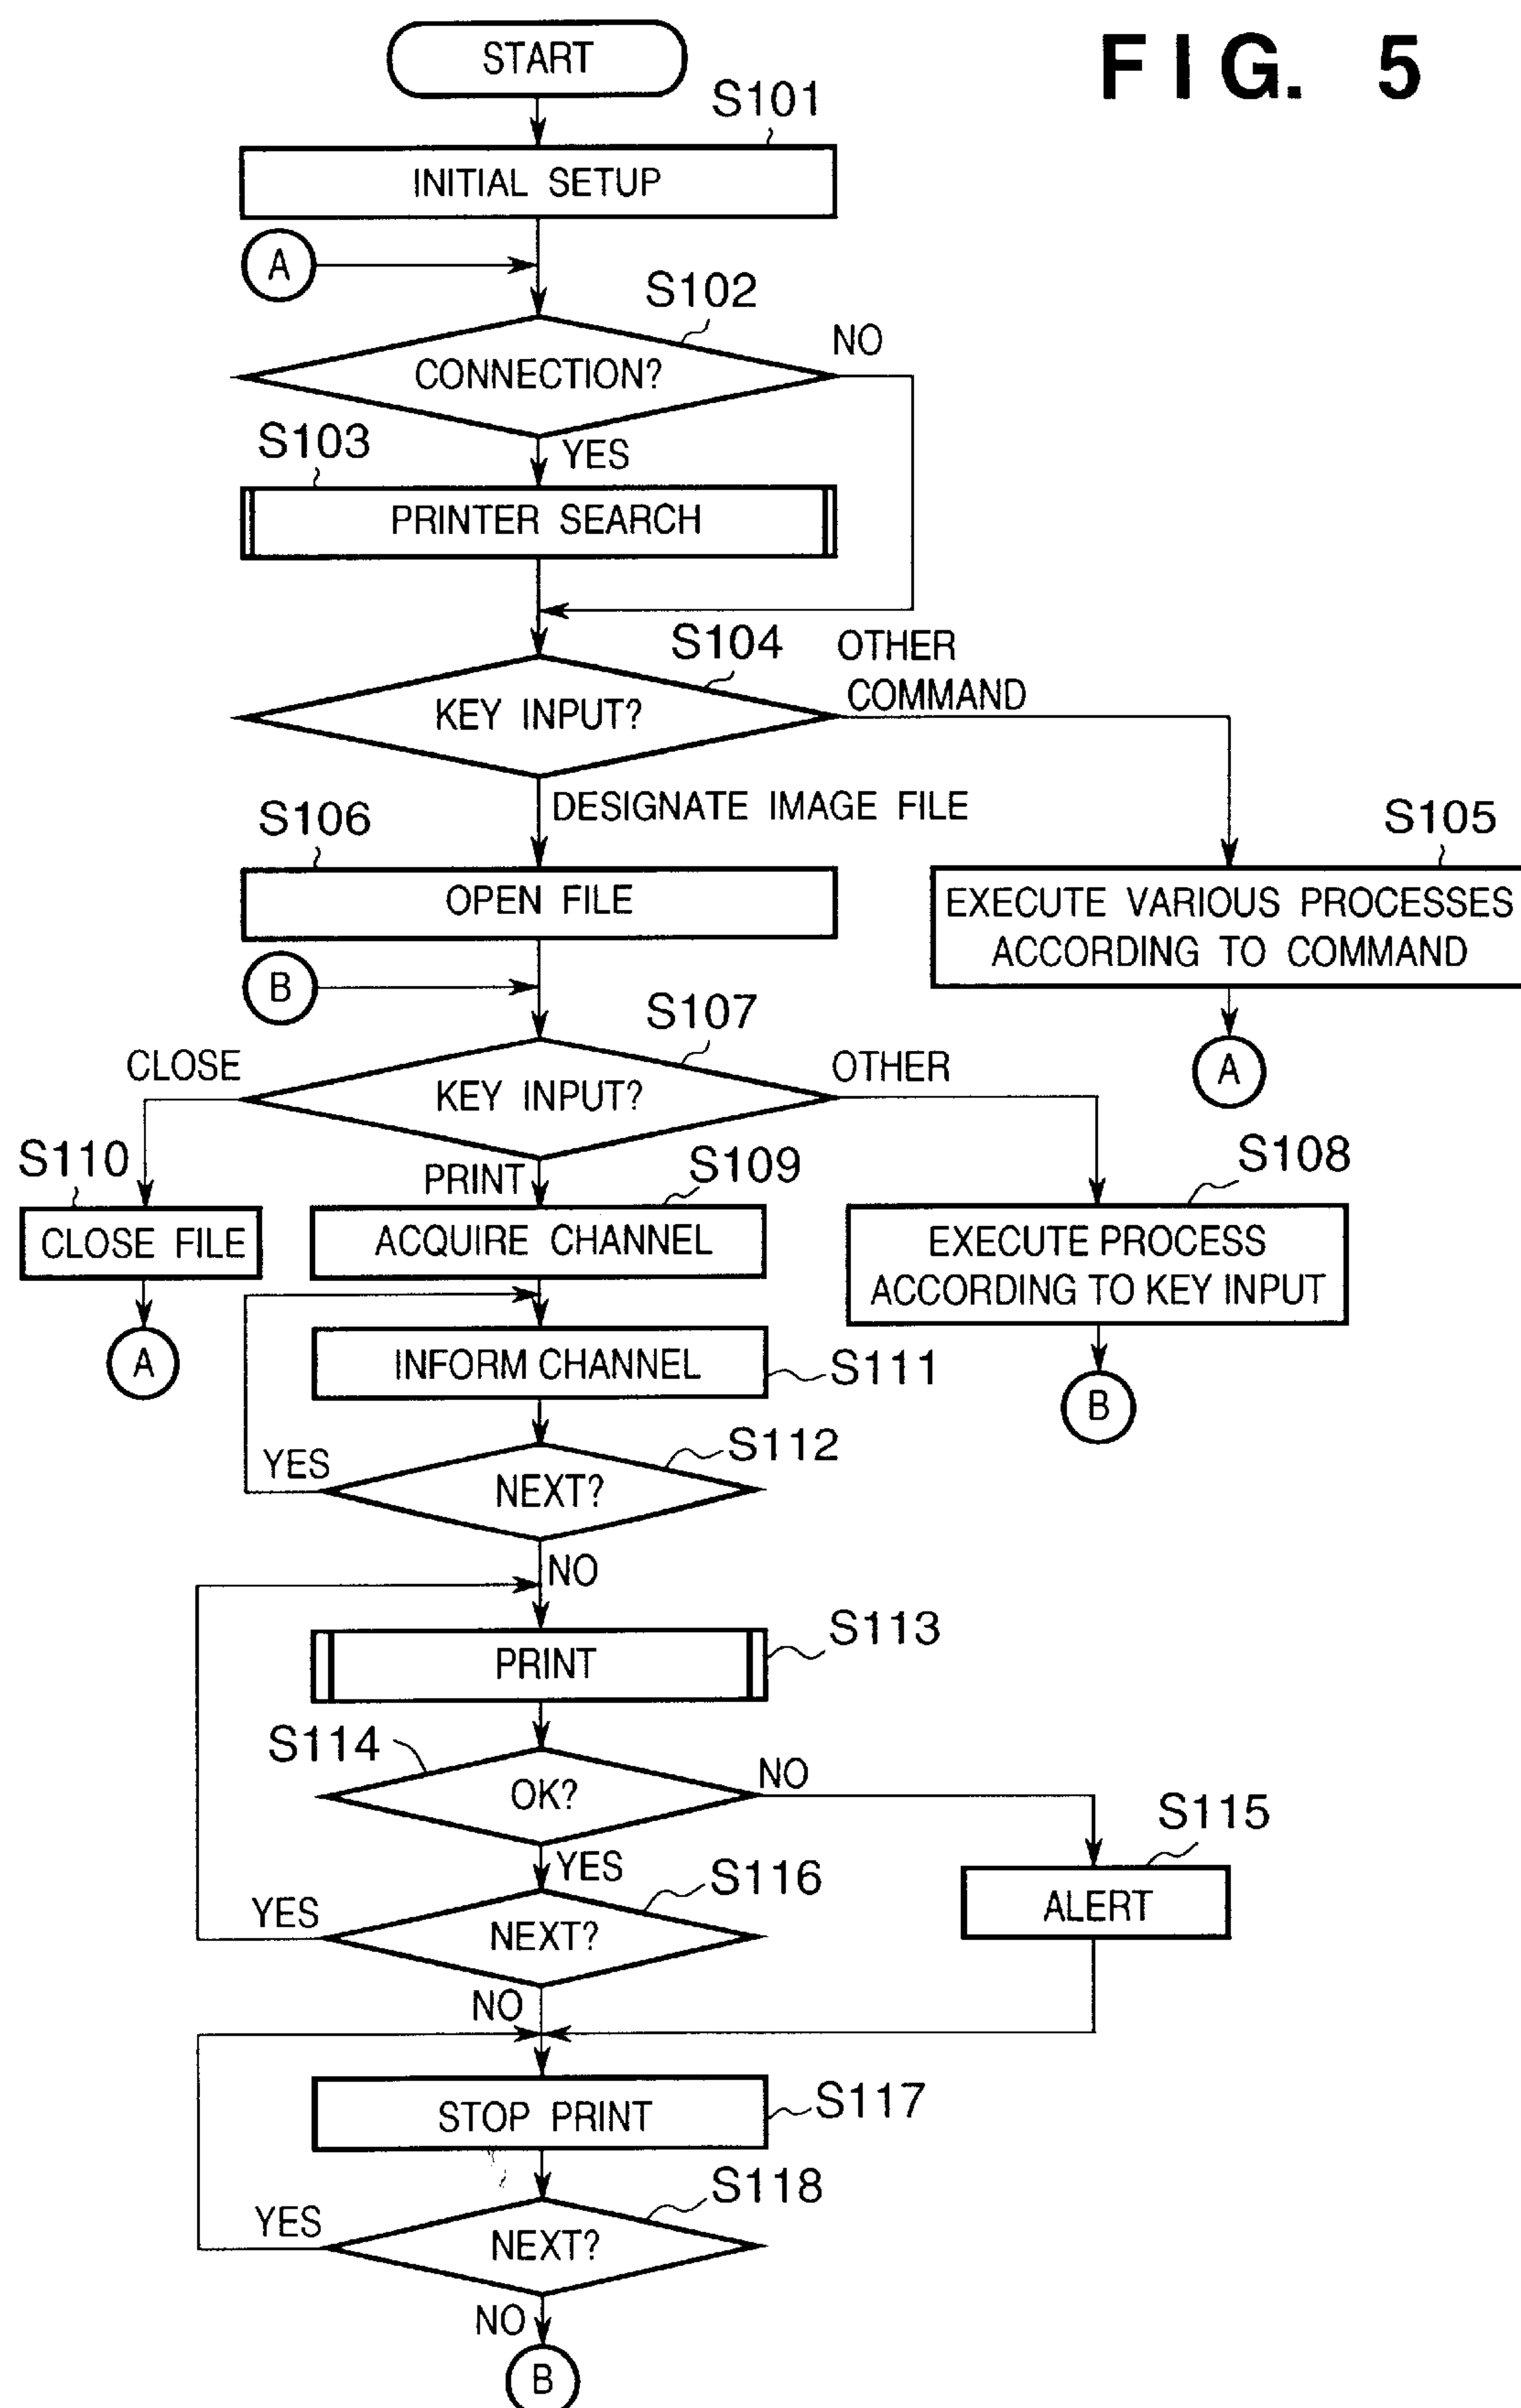 FIG. 5
START
S101
INITIAL SETUP
A
S102
CONNECTION?
NO
S103
YES
PRINTER SEARCH
S104
OTHER
COMMAND
KEY INPUT?
DESIGNATE IMAGE FILE
S106
OPEN FILE
S105
EXECUTE VARIOUS PROCESSES
ACCORDING TO COMMAND
A
B
S107
CLOSE
KEY INPUT?
OTHER
S110
CLOSE FILE
A
PRINT
S109
ACQUIRE CHANNEL
S108
EXECUTE PROCESS
ACCORDING TO KEY INPUT
B
INFORM CHANNEL
S111
S112
YES
NEXT?
NO
PRINT
S113
S114
OK?
NO
S115
ALERT
YES
S116
YES
NEXT?
NO
STOP PRINT
S117
S118
YES
NEXT?
NO
B